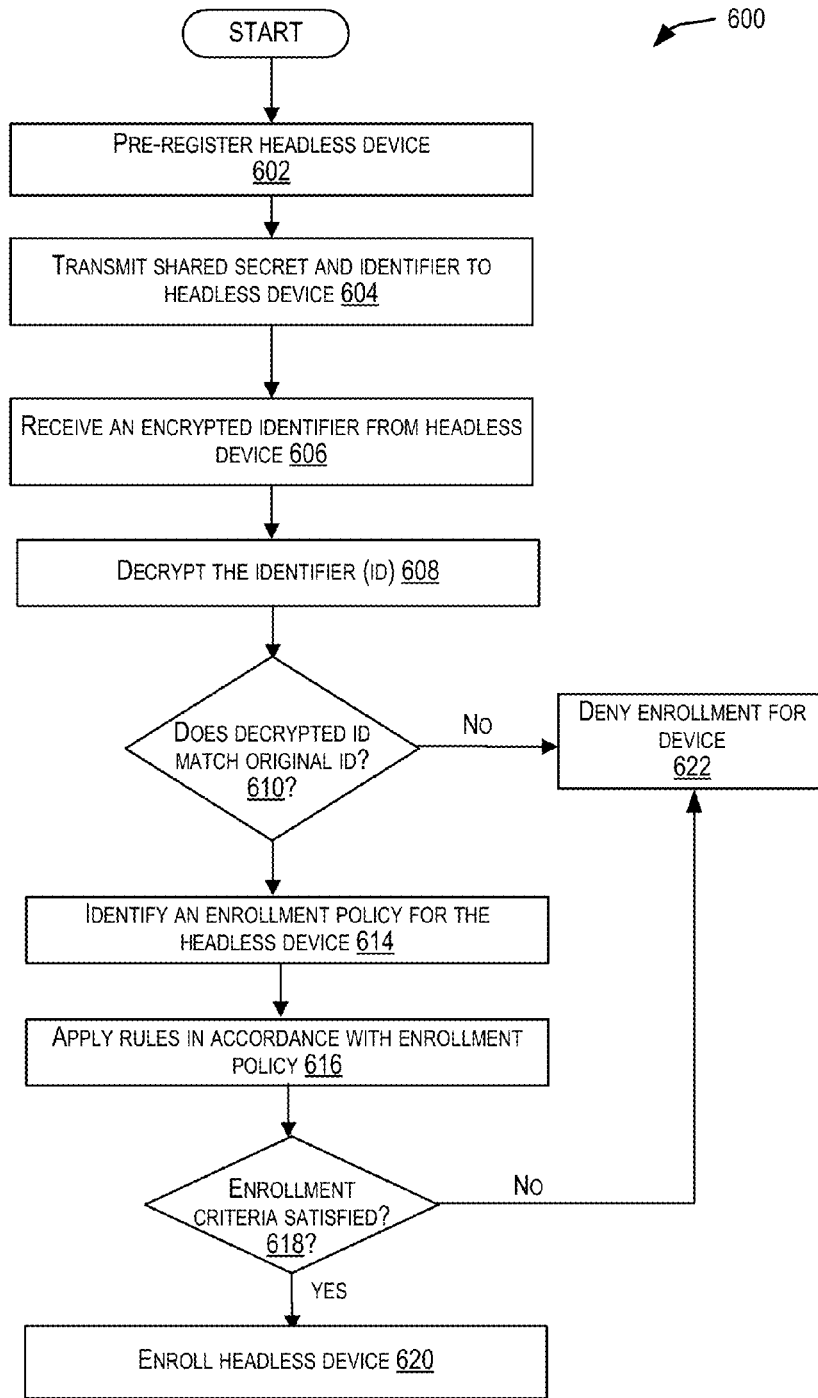 START
600
PRE-REGISTER HEADLESS DEVICE
602
TRANSMIT SHARED SECRET AND IDENTIFIER TO
HEADLESS DEVICE 604
RECEIVE AN ENCRYPTED IDENTIFIER FROM HEADLESS
DEVICE 606
DECRYPT THE IDENTIFIER (ID) 608
DOES DECRYPTED ID
MATCH ORIGINAL ID?
610?
NO
DENY ENROLLMENT FOR
DEVICE
622
IDENTIFY AN ENROLLMENT POLICY FOR THE
HEADLESS DEVICE 614
APPLY RULES IN ACCORDANCE WITH ENROLLMENT
POLICY 616
ENROLLMENT
CRITERIA SATISFIED?
618?
NO
YES
ENROLL HEADLESS DEVICE 620